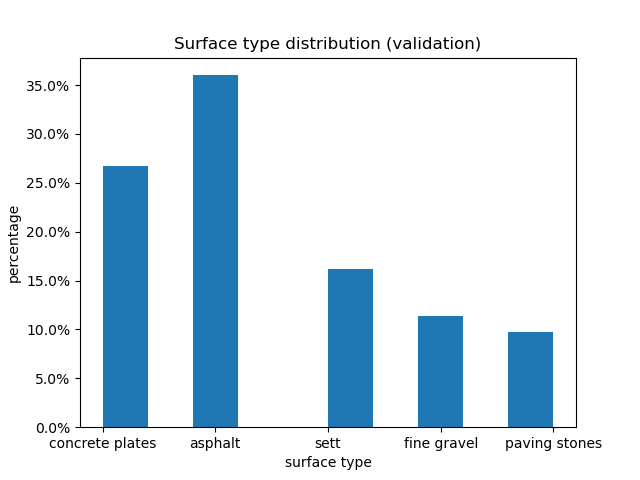 Surface type distribution (validation)
35.0%
30.0%
25.0%
20.0%
15.0%
10.0%
5.0%
0.0%
percentage
concrete plates asphalt sett fine gravel paving stones
surface type